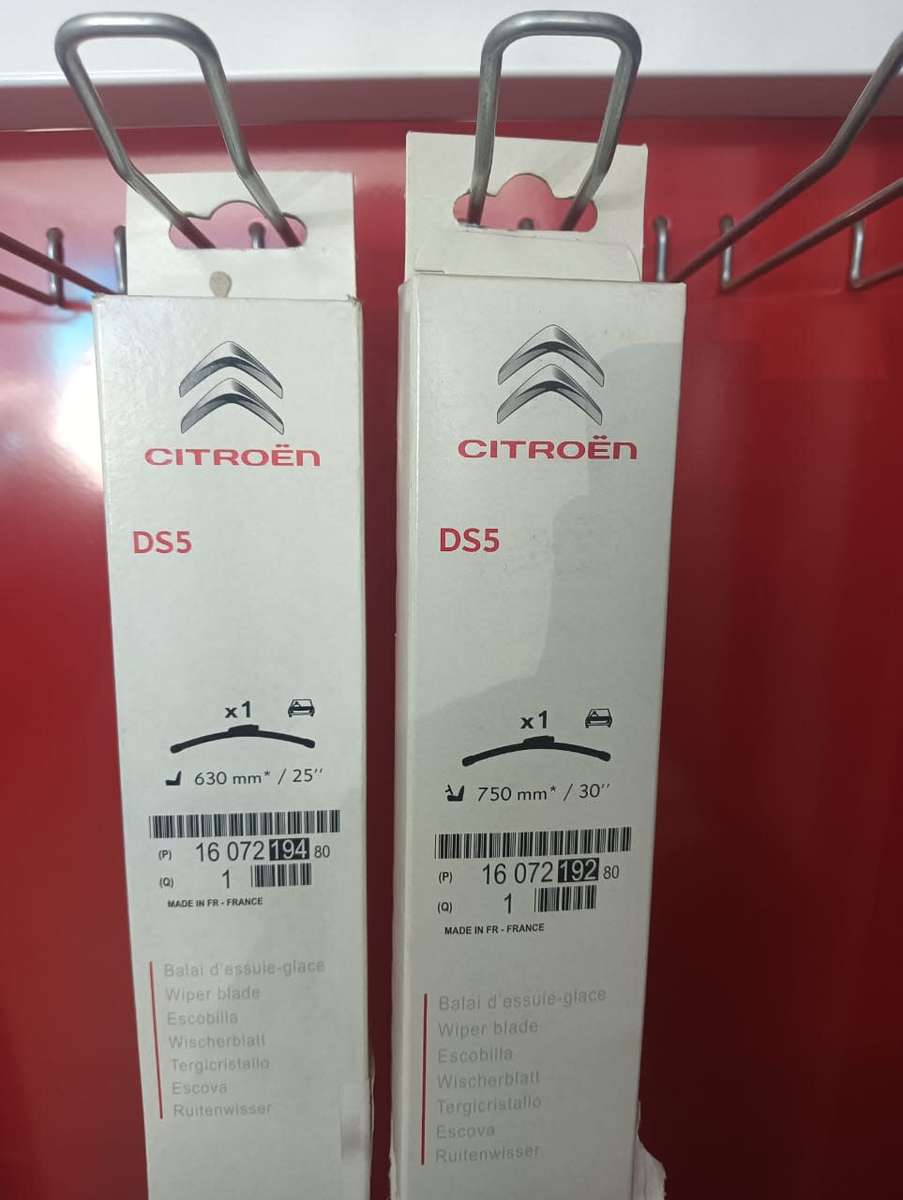 CITROËN
DS5
x1
630 mm* / 25''
(P) 16 072 194 80
(Q) 1
MADE IN FR - FRANCE
Balai d'essuie-glace
Wiper blade
Escobilla
Wischerblatt
Tergicristallo
Escova
Ruitenwisser
CITROËN
DS5
x1
750 mm* / 30''
(P) 16 072 192 80
(Q) 1
MADE IN FR - FRANCE
Balai d'essuie-glace
Wiper blade
Escobilla
Wischerblatt
Tergicristallo
Escova
Ruitenwisser